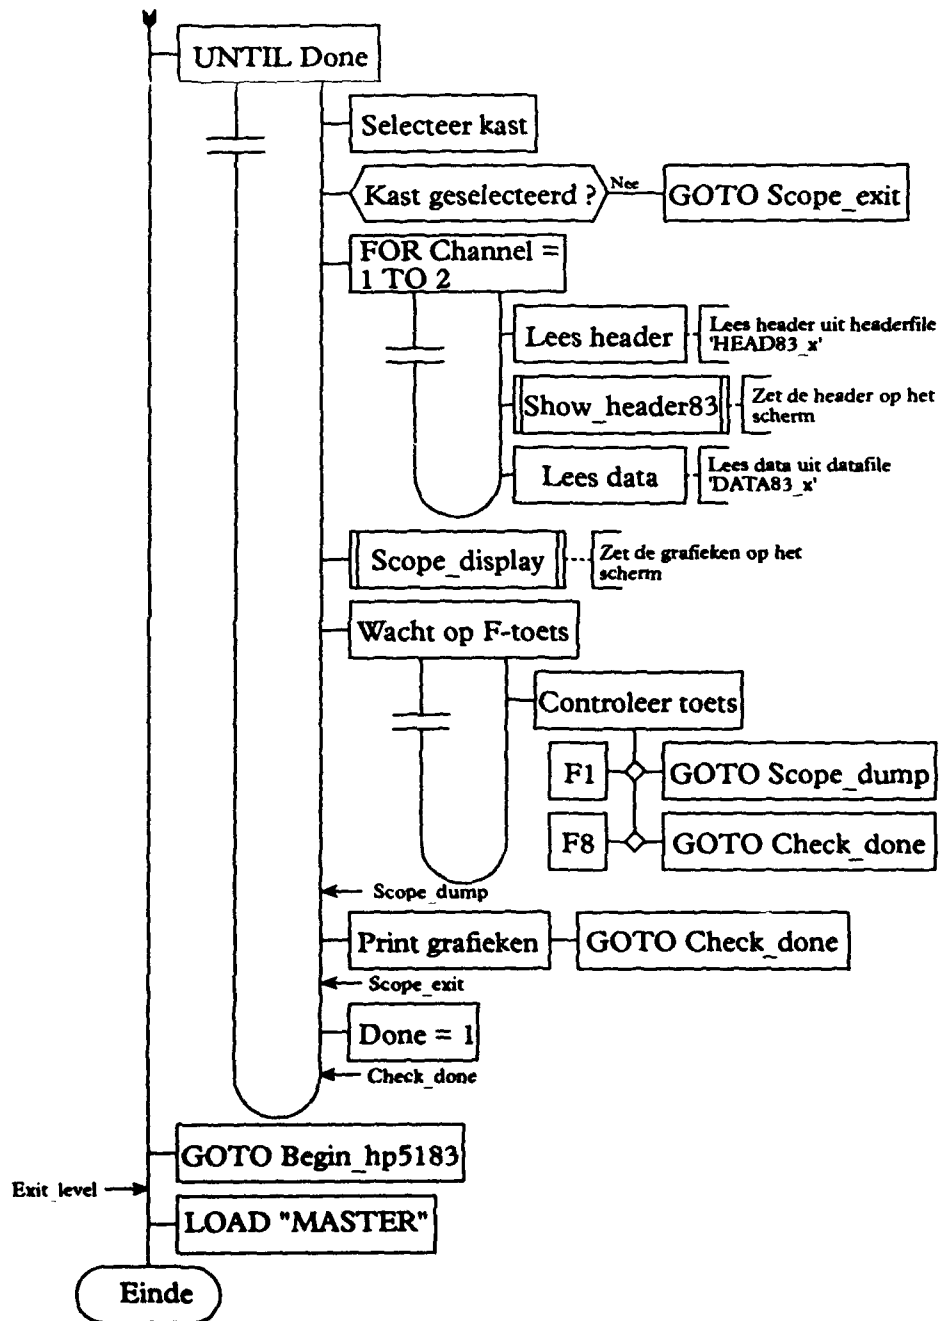 UNTIL Done
Selecteer kast
Kast geselecteerd ?
Nee
GOTO Scope_exit
FOR Channel =
1 TO 2
Lees header
Lees header uit headerfile
'HEAD83_x'
Show_header83
Zet de header op het
scherm
Lees data
Lees data uit datafile
'DATA83_x'
Scope_display
Zet de grafieken op het
scherm
Wacht op F-toets
Controleer toets
F1
GOTO Scope_dump
F8
GOTO Check_done
Scope_dump
Print grafieken
GOTO Check_done
Scope_exit
Done = 1
Check_done
GOTO Begin_hp5183
Exit_level
LOAD "MASTER"
Einde